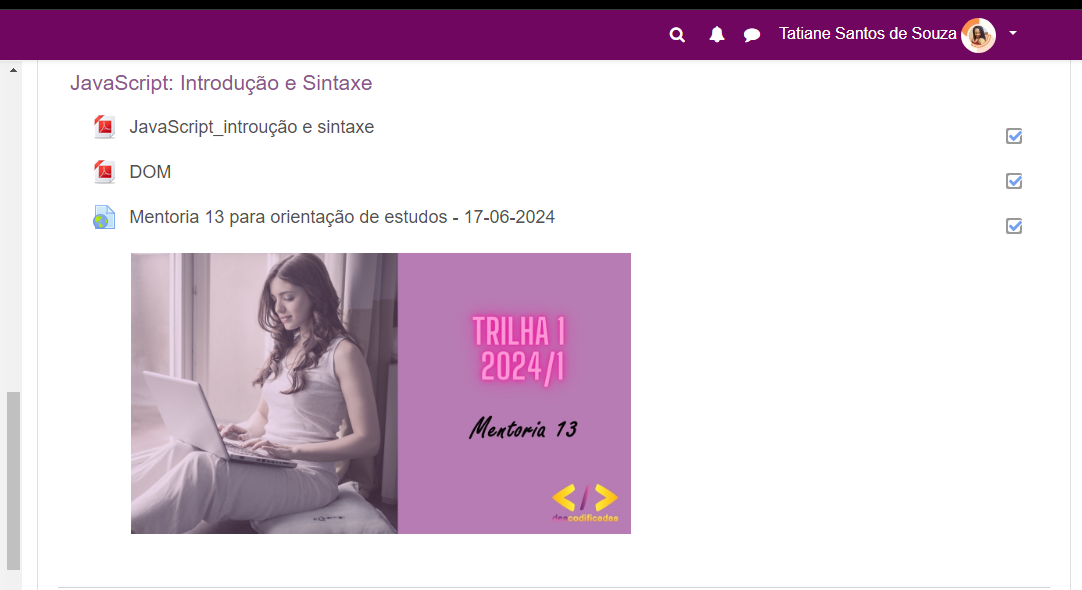 Tatiane Santos de Souza
JavaScript: Introdução e Sintaxe
JavaScript_introução e sintaxe
DOM
Mentoria 13 para orientação de estudos - 17-06-2024
TRILHA 1
2024/1
Mentoria 13
</>
descodificadas